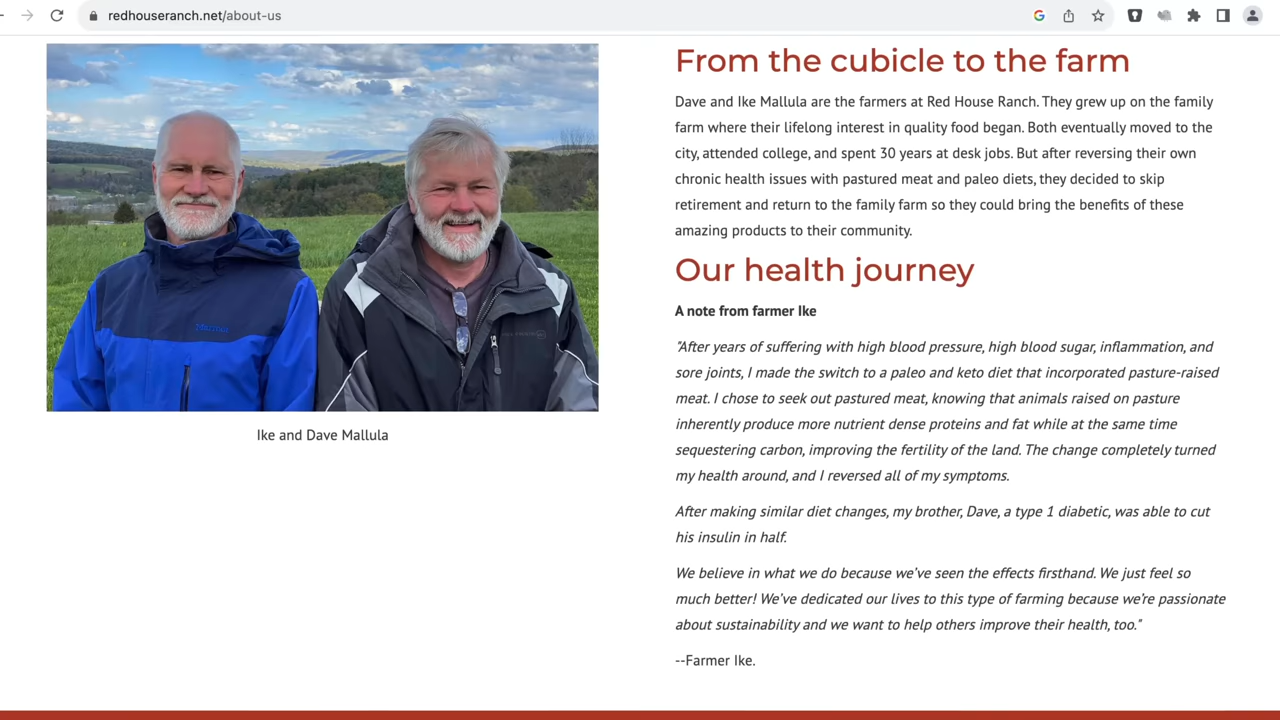 redhouseranch.net/about-us
Ike and Dave Mallula
From the cubicle to the farm
Dave and Ike Mallula are the farmers at Red House Ranch. They grew up on the family
farm where their lifelong interest in quality food began. Both eventually moved to the
city, attended college, and spent 30 years at desk jobs. But after reversing their own
chronic health issues with pastured meat and paleo diets, they decided to skip
retirement and return to the family farm so they could bring the benefits of these
amazing products to their community.
Our health journey
A note from farmer Ike
"After years of suffering with high blood pressure, high blood sugar, inflammation, and
sore joints, I made the switch to a paleo and keto diet that incorporated pasture-raised
meat. I chose to seek out pastured meat, knowing that animals raised on pasture
inherently produce more nutrient dense proteins and fat while at the same time
sequestering carbon, improving the fertility of the land. The change completely turned
my health around, and I reversed all of my symptoms.
After making similar diet changes, my brother, Dave, a type 1 diabetic, was able to cut
his insulin in half.
We believe in what we do because we've seen the effects firsthand. We just feel so
much better! We've dedicated our lives to this type of farming because we're passionate
about sustainability and we want to help others improve their health, too."
--Farmer Ike.